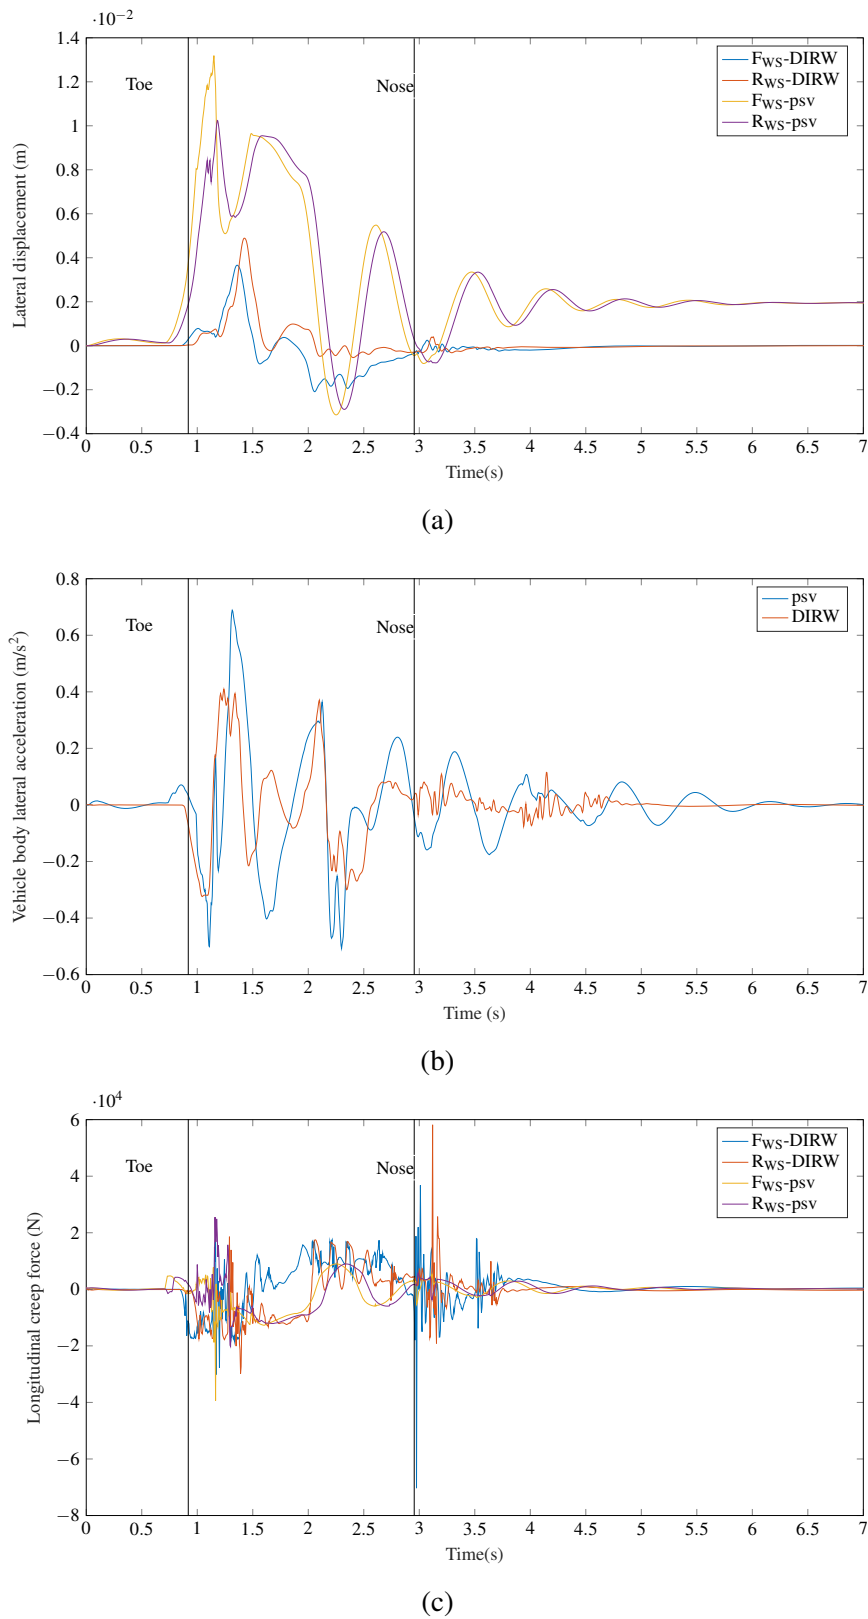 ·10⁻²
1.4
1.2
1
0.8
0.6
0.4
0.2
0
−0.2
−0.4
Lateral displacement (m)
Toe
Nose
F_WS-DIRW
R_WS-DIRW
F_WS-psv
R_WS-psv
0 0.5 1 1.5 2 2.5 3 3.5 4 4.5 5 5.5 6 6.5 7
Time(s)
(a)
0.8
0.6
0.4
0.2
0
−0.2
−0.4
−0.6
Vehicle body lateral acceleration (m/s²)
Toe
Nose
psv
DIRW
0 0.5 1 1.5 2 2.5 3 3.5 4 4.5 5 5.5 6 6.5 7
Time (s)
(b)
·10⁴
6
4
2
0
−2
−4
−6
−8
Longitudinal creep force (N)
Toe
Nose
F_WS-DIRW
R_WS-DIRW
F_WS-psv
R_WS-psv
0 0.5 1 1.5 2 2.5 3 3.5 4 4.5 5 5.5 6 6.5 7
Time(s)
(c)